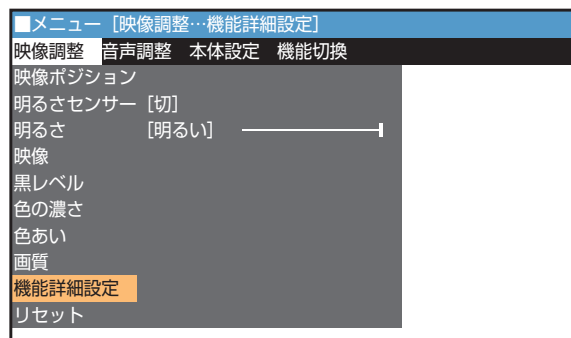 ■メニュー [映像調整…機能詳細設定]
映像調整 音声調整 本体設定 機能切換
映像ポジション
明るさセンサー [切]
明るさ [明るい]
映像
黒レベル
色の濃さ
色あい
画質
機能詳細設定
リセット